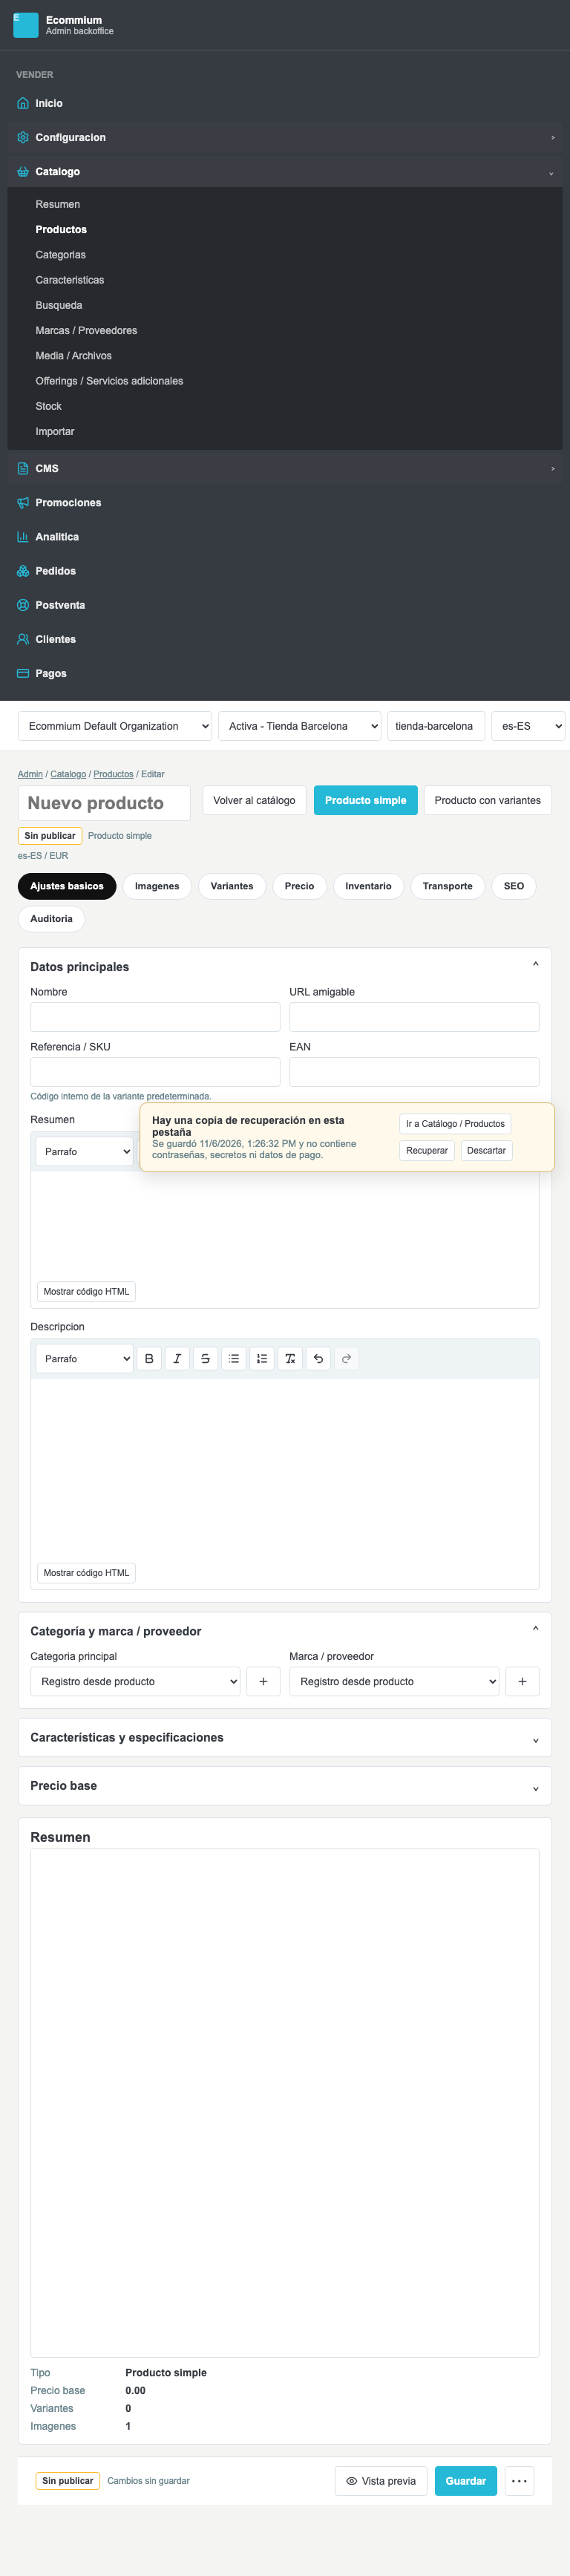 E
Ecommium
Admin backoffice
VENDER
Inicio
Configuracion
Catalogo
Resumen
Productos
Categorias
Caracteristicas
Busqueda
Marcas / Proveedores
Media / Archivos
Offerings / Servicios adicionales
Stock
Importar
CMS
Promociones
Analitica
Pedidos
Postventa
Clientes
Pagos
Ecommium Default Organization
Activa - Tienda Barcelona
tienda-barcelona
es-ES
Admin / Catalogo / Productos / Editar
Nuevo producto
Volver al catálogo
Producto simple
Producto con variantes
Sin publicar
Producto simple
es-ES / EUR
Ajustes basicos
Imagenes
Variantes
Precio
Inventario
Transporte
SEO
Auditoria
Datos principales
Nombre
URL amigable
Referencia / SKU
EAN
Código interno de la variante predeterminada.
Resumen
Parrafo
Hay una copia de recuperación en esta
pestaña
Se guardó 11/6/2026, 1:26:32 PM y no contiene
contraseñas, secretos ni datos de pago.
Ir a Catálogo / Productos
Recuperar
Descartar
Mostrar código HTML
Descripcion
Parrafo
Mostrar código HTML
Categoría y marca / proveedor
Categoria principal
Marca / proveedor
Registro desde producto
+
Registro desde producto
+
Características y especificaciones
Precio base
Resumen
Tipo
Producto simple
Precio base
0.00
Variantes
0
Imagenes
1
Sin publicar
Cambios sin guardar
Vista previa
Guardar
...